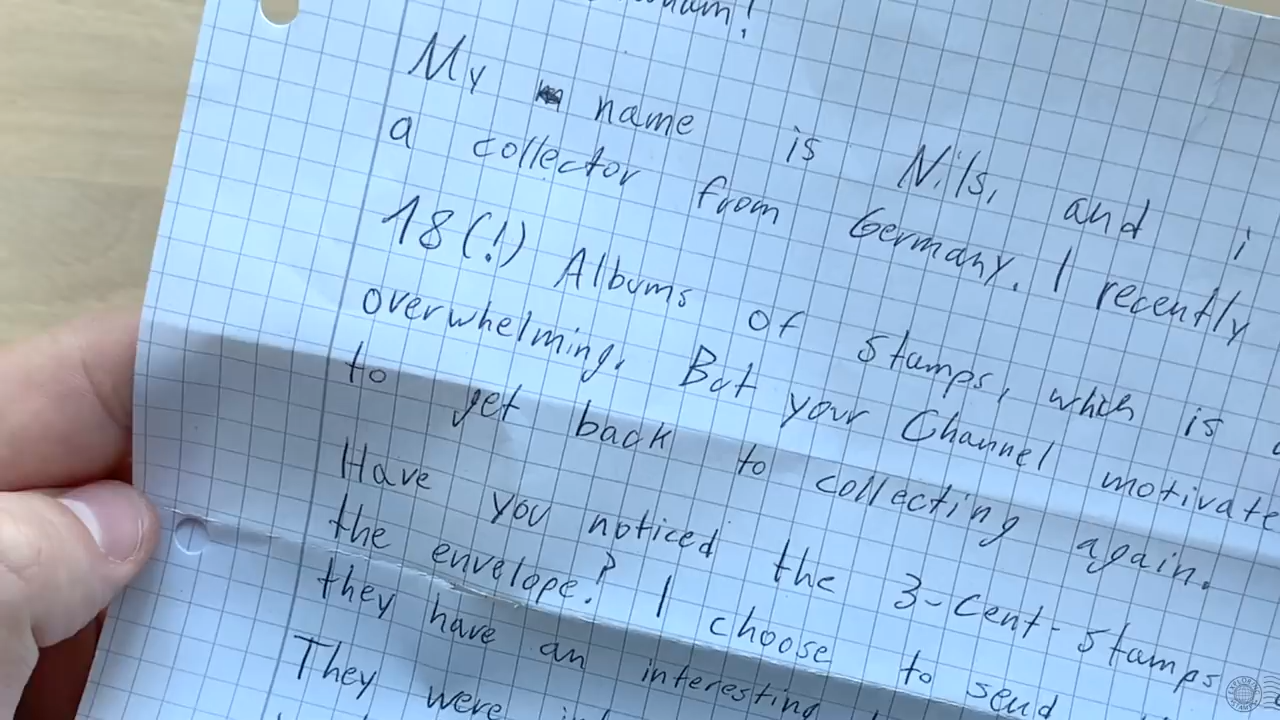 My name is Nils, and i
a collector from Germany. I recently
18(!) Albums of stamps, which is
overwhelming. But your Channel motivate
to get back to collecting again.
Have you noticed the 3-Cent-Stamps
the envelope? I choose to send
they have an interesting
They were